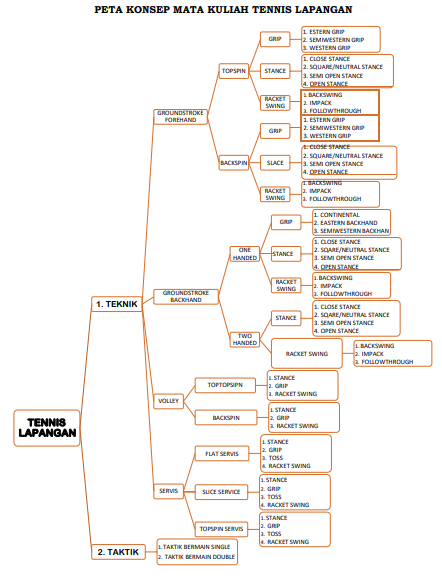 PETA KONSEP MATA KULIAH TENNIS LAPANGAN
TENNIS
LAPANGAN
1. TEKNIK
GROUNDSTROKE
FOREHAND
TOPSPIN
GRIP
1. ESTERN GRIP
2. SEMIWESTERN GRIP
3. WESTERN GRIP
STANCE
1. CLOSE STANCE
2. SQUARE/NEUTRAL STANCE
3. SEMI OPEN STANCE
4. OPEN STANCE
RACKET
SWING
1. BACKSWING
2. IMPACK
3. FOLLOWTHROUGH
BACKSPIN
GRIP
1. ESTERN GRIP
2. SEMIWESTERN GRIP
3. WESTERN GRIP
SLACE
1. CLOSE STANCE
2. SQUARE/NEUTRAL STANCE
3. SEMI OPEN STANCE
4. OPEN STANCE
RACKET
SWING
1. BACKSWING
2. IMPACK
3. FOLLOWTHROUGH
GROUNDSTROKE
BACKHAND
ONE
HANDED
GRIP
1. CONTINENTAL
2. EASTERN BACKHAND
3. SEMIWESTERN BACKHAN
STANCE
1. CLOSE STANCE
2. SQARE/NEUTRAL STANCE
3. SEMI OPEN STANCE
4. OPEN STANCE
RACKET
SWING
1. BACKSWING
2. IMPACK
3. FOLLOWTHROUGH
TWO
HANDED
STANCE
1. CLOSE STANCE
2. SQARE/NEUTRAL STANCE
3. SEMI OPEN STANCE
4. OPEN STANCE
RACKET SWING
1. BACKSWING
2. IMPACK
3. FOLLOWTHROUGH
VOLLEY
TOPTOPSIPN
1. STANCE
2. GRIP
3. RACKET SWING
BACKSPIN
1. STANCE
2. GRIP
3. RACKET SWING
SERVIS
FLAT SERVIS
1. STANCE
2. GRIP
3. TOSS
4. RACKET SWING
SLICE SERVICE
1. STANCE
2. GRIP
3. TOSS
4. RACKET SWING
TOPSPIN SERVIS
1. STANCE
2. GRIP
3. TOSS
4. RACKET SWING
2. TAKTIK
1. TAKTIK BERMAIN SINGLE
2. TAKTIK BERMAIN DOUBLE